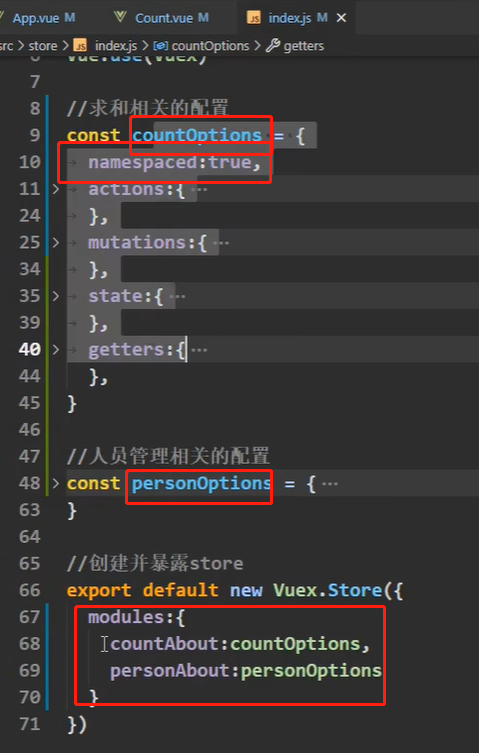 App.vue M Count.vue M index.js M ✕
src > store > JS index.js > countOptions > getters
6 Vue.use(Vuex)
7
8 //求和相关的配置
9 const countOptions = {
10 namespaced:true,
11 > actions:{ ···
24 },
25 > mutations:{ ···
34 },
35 > state:{ ···
39 },
40 > getters:{ ···
44 },
45 }
46
47 //人员管理相关的配置
48 > const personOptions = { ···
63 }
64
65 //创建并暴露store
66 export default new Vuex.Store({
67 modules:{
68 countAbout:countOptions,
69 personAbout:personOptions
70 }
71 })